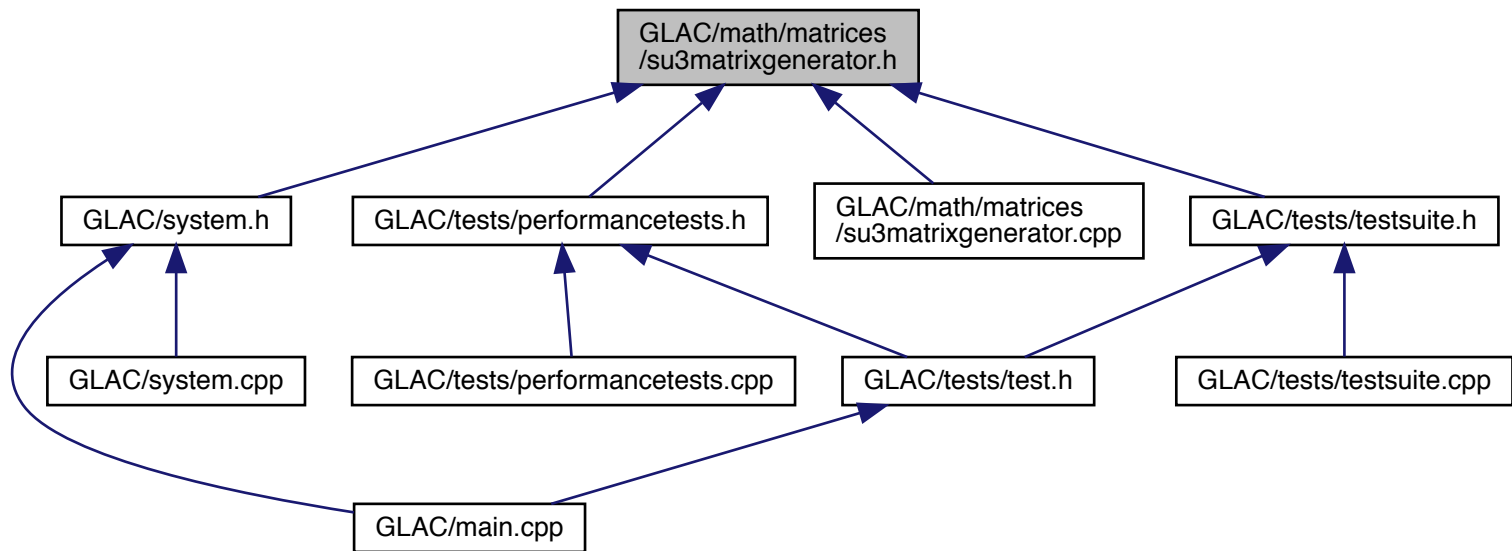 GLAC/math/matrices
/su3matrixgenerator.h
GLAC/system.h
GLAC/tests/performancetests.h
GLAC/math/matrices
/su3matrixgenerator.cpp
GLAC/tests/testsuite.h
GLAC/system.cpp
GLAC/tests/performancetests.cpp
GLAC/tests/test.h
GLAC/tests/testsuite.cpp
GLAC/main.cpp